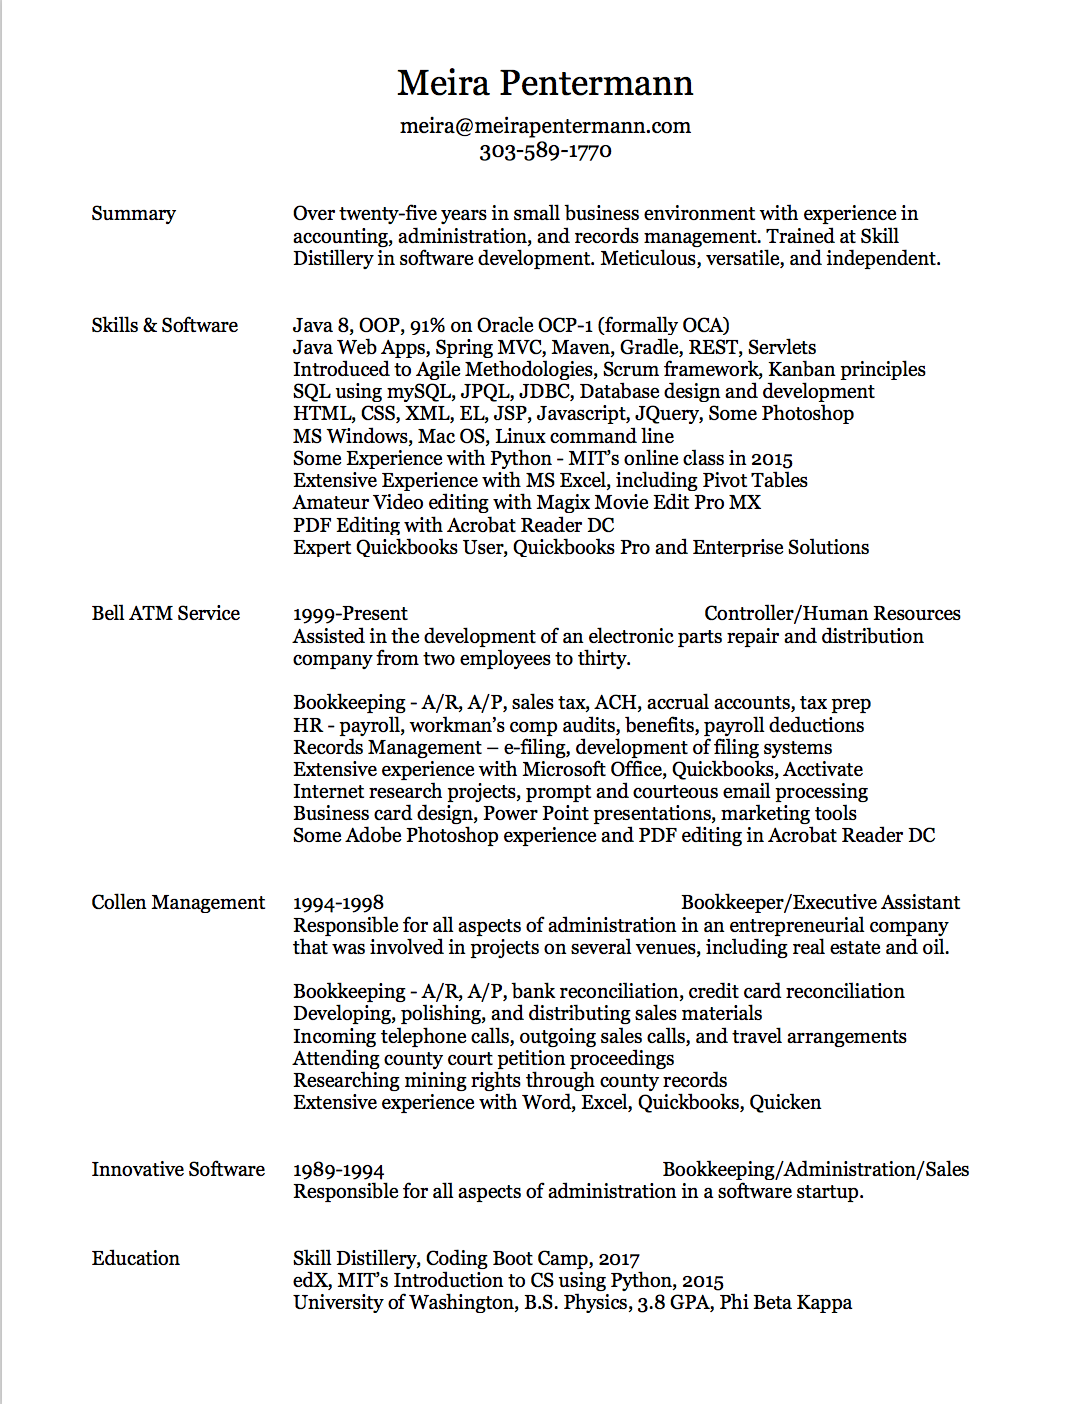 Meira Pentermann
meira@meirapentermann.com
303-589-1770
Summary Over twenty-five years in small business environment with experience in
accounting, administration, and records management. Trained at Skill
Distillery in software development. Meticulous, versatile, and independent.
Skills & Software Java 8, OOP, 91% on Oracle OCP-1 (formally OCA)
Java Web Apps, Spring MVC, Maven, Gradle, REST, Servlets
Introduced to Agile Methodologies, Scrum framework, Kanban principles
SQL using mySQL, JPQL, JDBC, Database design and development
HTML, CSS, XML, EL, JSP, Javascript, JQuery, Some Photoshop
MS Windows, Mac OS, Linux command line
Some Experience with Python - MIT’s online class in 2015
Extensive Experience with MS Excel, including Pivot Tables
Amateur Video editing with Magix Movie Edit Pro MX
PDF Editing with Acrobat Reader DC
Expert Quickbooks User, Quickbooks Pro and Enterprise Solutions
Bell ATM Service 1999-Present Controller/Human Resources
Assisted in the development of an electronic parts repair and distribution
company from two employees to thirty.
Bookkeeping - A/R, A/P, sales tax, ACH, accrual accounts, tax prep
HR - payroll, workman’s comp audits, benefits, payroll deductions
Records Management – e-filing, development of filing systems
Extensive experience with Microsoft Office, Quickbooks, Acctivate
Internet research projects, prompt and courteous email processing
Business card design, Power Point presentations, marketing tools
Some Adobe Photoshop experience and PDF editing in Acrobat Reader DC
Collen Management 1994-1998 Bookkeeper/Executive Assistant
Responsible for all aspects of administration in an entrepreneurial company
that was involved in projects on several venues, including real estate and oil.
Bookkeeping - A/R, A/P, bank reconciliation, credit card reconciliation
Developing, polishing, and distributing sales materials
Incoming telephone calls, outgoing sales calls, and travel arrangements
Attending county court petition proceedings
Researching mining rights through county records
Extensive experience with Word, Excel, Quickbooks, Quicken
Innovative Software 1989-1994 Bookkeeping/Administration/Sales
Responsible for all aspects of administration in a software startup.
Education Skill Distillery, Coding Boot Camp, 2017
edX, MIT’s Introduction to CS using Python, 2015
University of Washington, B.S. Physics, 3.8 GPA, Phi Beta Kappa